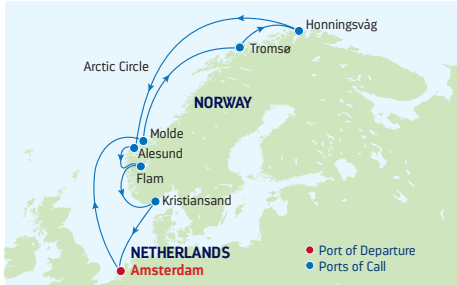 Honningsvåg
Tromsø
Arctic Circle
NORWAY
Molde
Alesund
Flam
Kristiansand
NETHERLANDS
Amsterdam
Port of Departure
Ports of Call